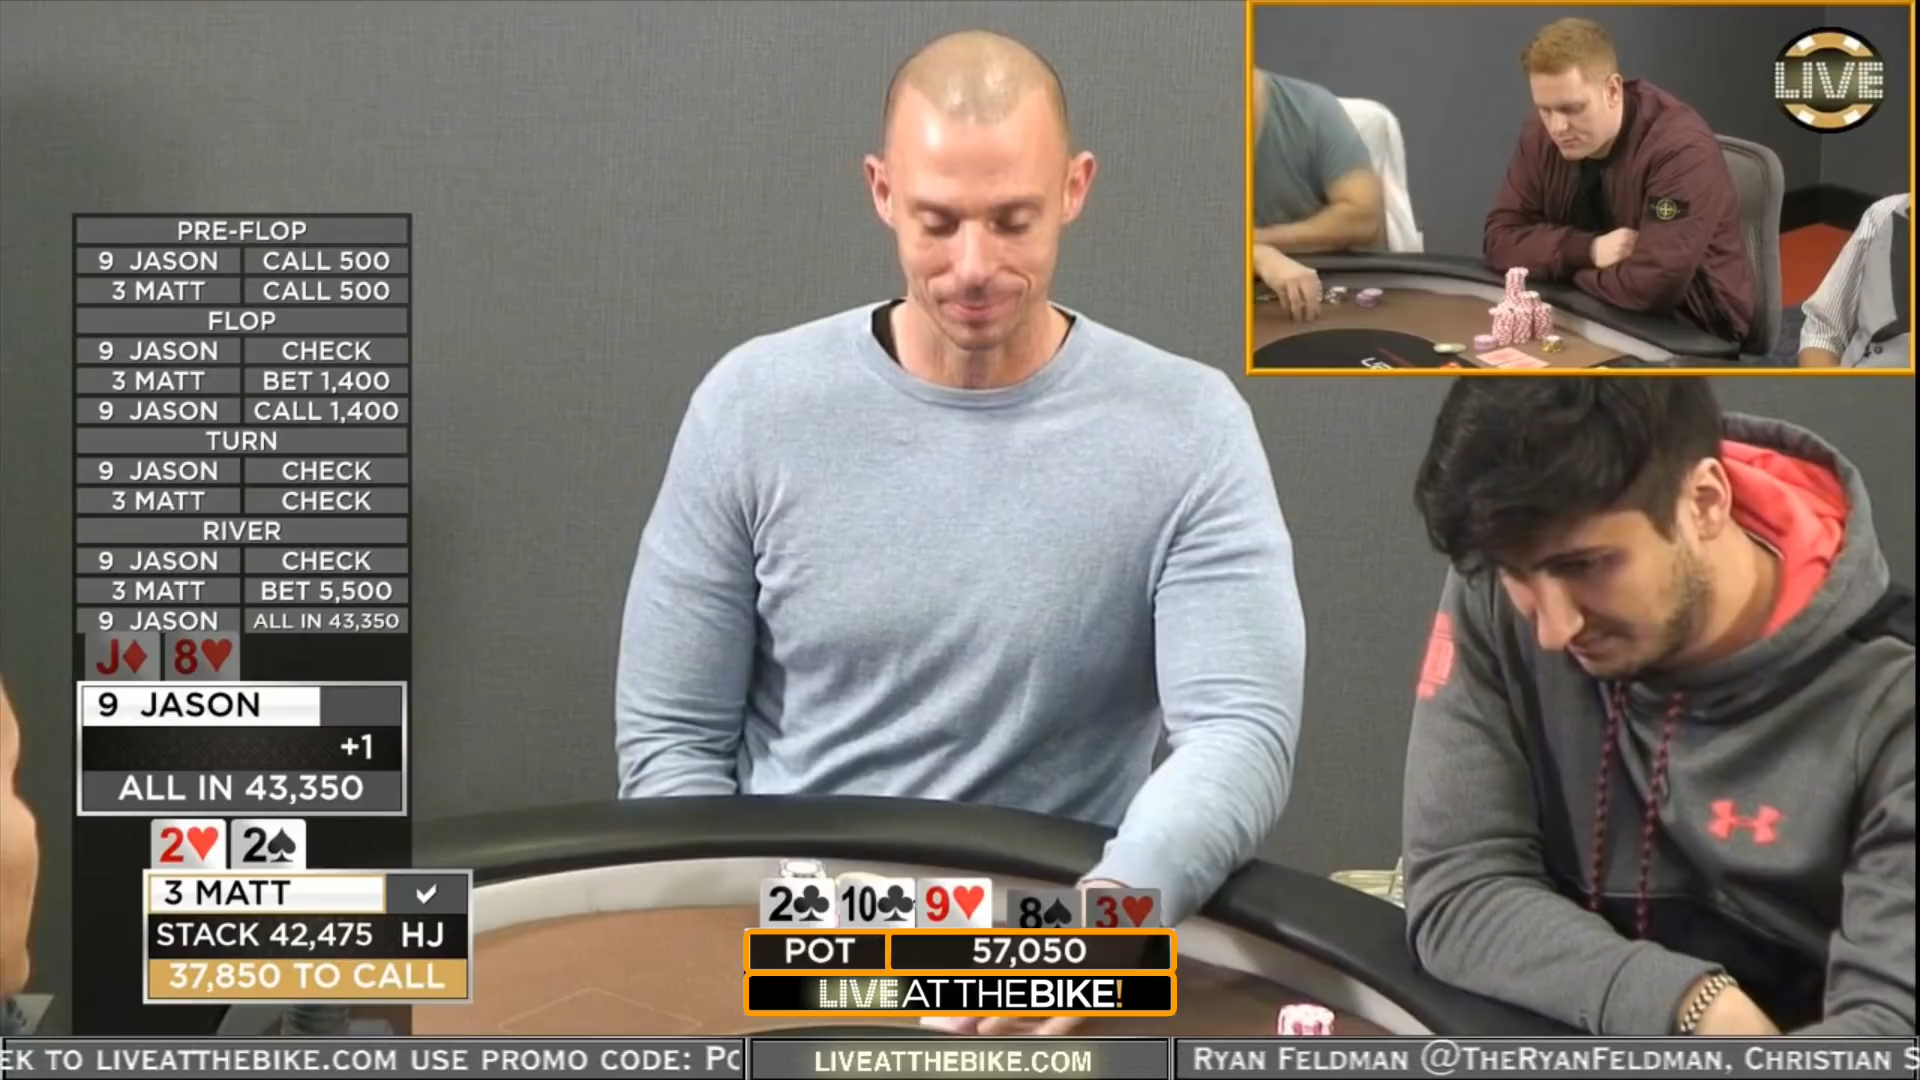 PRE-FLOP
9 JASON CALL 500
3 MATT CALL 500
FLOP
9 JASON CHECK
3 MATT BET 1,400
9 JASON CALL 1,400
TURN
9 JASON CHECK
3 MATT CHECK
RIVER
9 JASON CHECK
3 MATT BET 5,500
9 JASON ALL IN 43,350
J♦ 8♥
9 JASON
+1
ALL IN 43,350
2♥ 2♠
3 MATT ✓
STACK 42,475 HJ
37,850 TO CALL
LIVE
2♣ 10♣ 9♥ 8♠ 3♥
POT 57,050
LIVEATTHEBIKE!
EK TO LIVEATTHEBIKE.COM USE PROMO CODE: PO
LIVEATTHEBIKE.COM
RYAN FELDMAN @THERYANFELDMAN, CHRISTIAN S